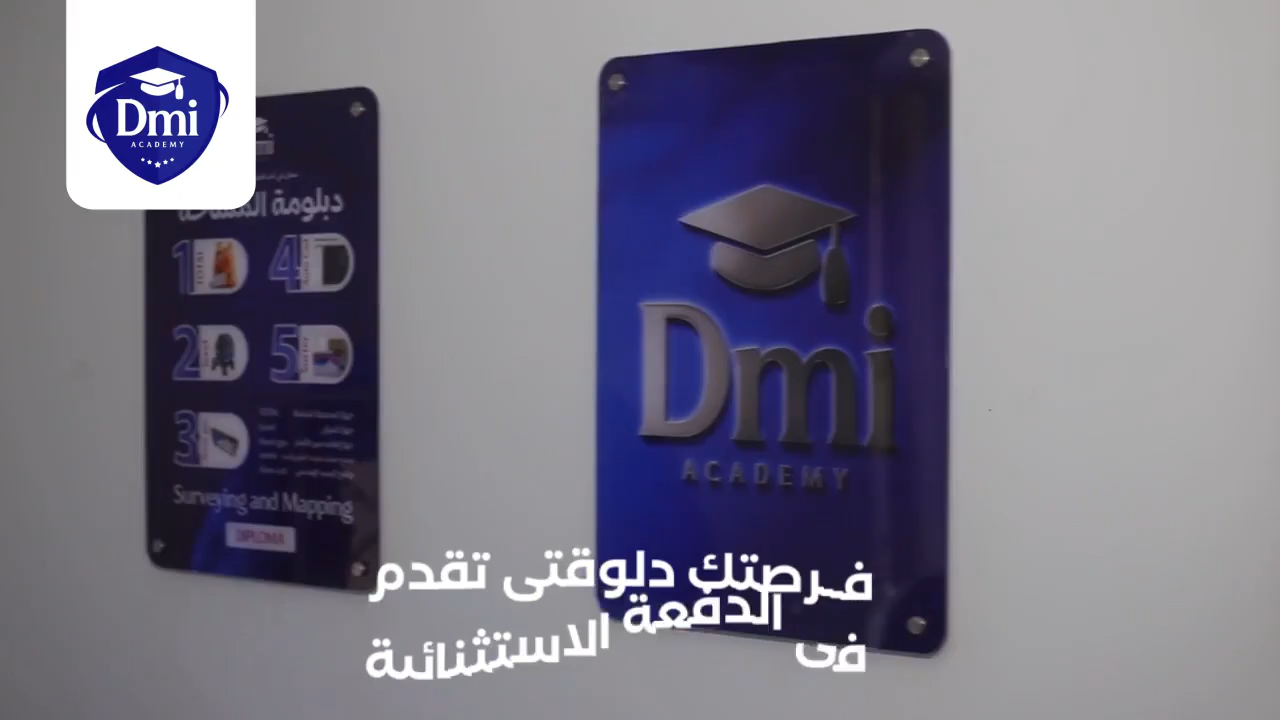 Dmi
ACADEMY
دبلومة المساحة
1
4
2
5
3
Surveying and Mapping
DIPLOMA
Dmi
ACADEMY
فرصتك دلوقتى تقدم
فى الدفعة الاستثنائية